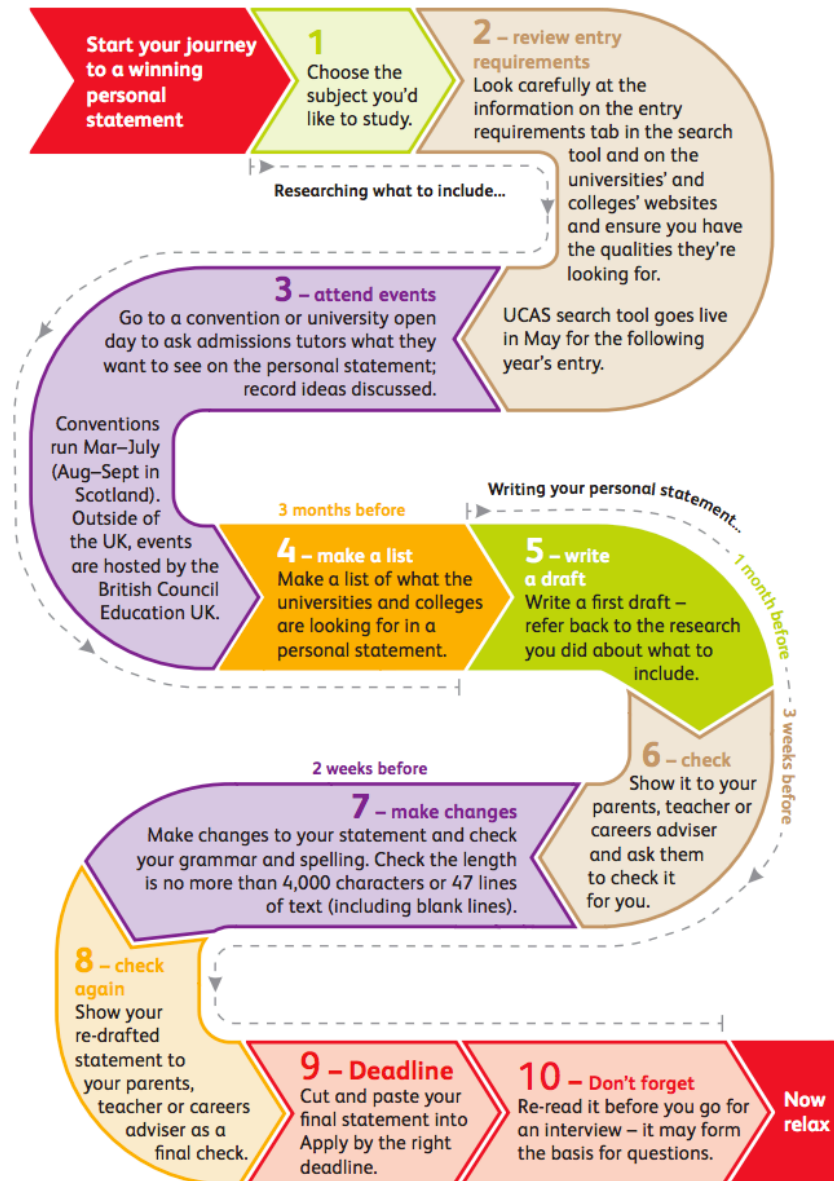 Start your journey
to a winning
personal
statement
1
Choose the
subject you'd
like to study.
2 – review entry
requirements
Look carefully at the
information on the entry
requirements tab in the search
tool and on the
universities' and
colleges' websites
and ensure you have
the qualities they're
looking for.
UCAS search tool goes live
in May for the following
year's entry.
Researching what to include...
3 – attend events
Go to a convention or university open
day to ask admissions tutors what they
want to see on the personal statement;
record ideas discussed.
Conventions
run Mar–July
(Aug–Sept in
Scotland).
Outside of
the UK, events
are hosted by the
British Council
Education UK.
3 months before
4 – make a list
Make a list of what the
universities and colleges
are looking for in a
personal statement.
Writing your personal statement...
5 – write
a draft
Write a first draft –
refer back to the research
you did about what to
include.
1 month before
3 weeks before
6 – check
Show it to your
parents, teacher or
careers adviser
and ask them
to check it
for you.
2 weeks before
7 – make changes
Make changes to your statement and check
your grammar and spelling. Check the length
is no more than 4,000 characters or 47 lines
of text (including blank lines).
8 – check
again
Show your
re-drafted
statement to
your parents,
teacher or careers
adviser as a
final check.
9 – Deadline
Cut and paste your
final statement into
Apply by the right
deadline.
10 – Don't forget
Re-read it before you go for
an interview – it may form
the basis for questions.
Now
relax